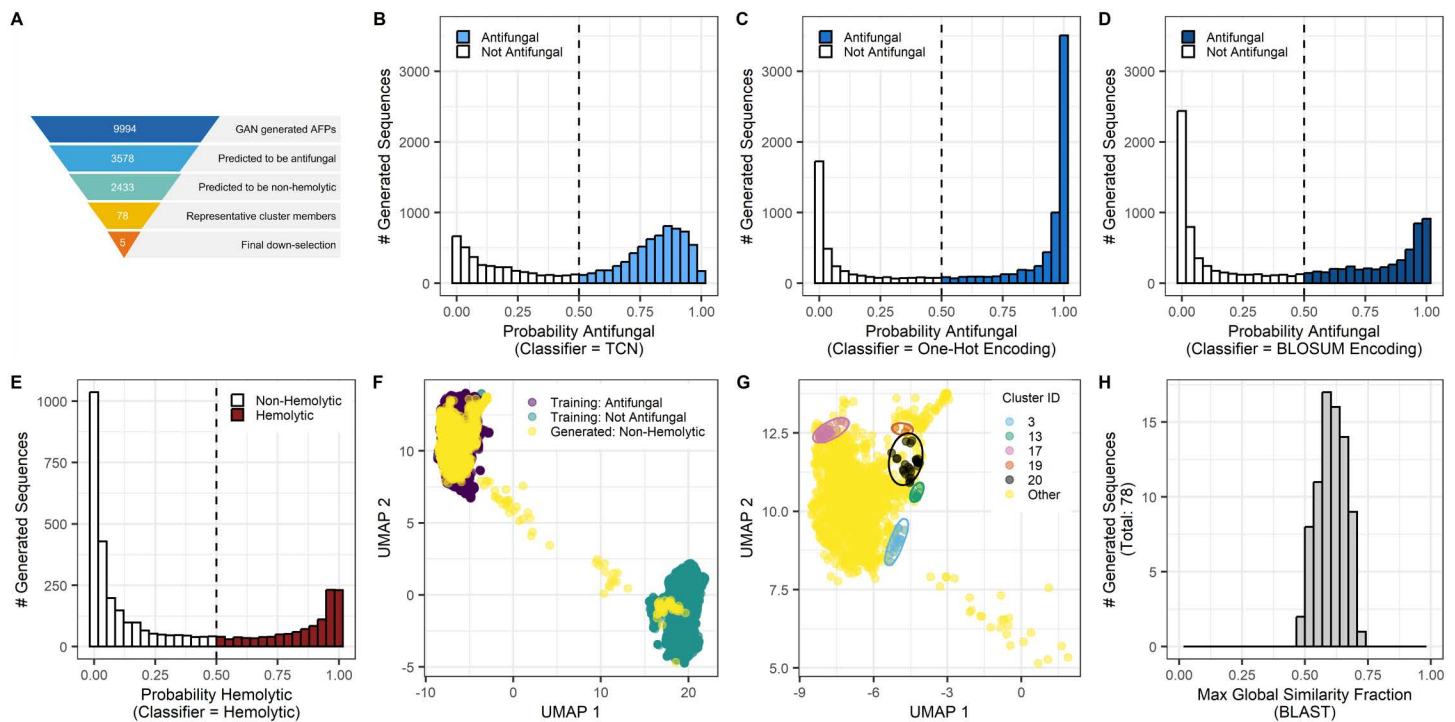 A
9994 GAN generated AFPs
3578 Predicted to be antifungal
2433 Predicted to be non-hemolytic
78 Representative cluster members
5 Final down-selection
B
Antifungal
Not Antifungal
# Generated Sequences
3000
2000
1000
0
0.00 0.25 0.50 0.75 1.00
Probability Antifungal
(Classifier = TCN)
C
Antifungal
Not Antifungal
# Generated Sequences
3000
2000
1000
0
0.00 0.25 0.50 0.75 1.00
Probability Antifungal
(Classifier = One-Hot Encoding)
D
Antifungal
Not Antifungal
# Generated Sequences
3000
2000
1000
0
0.00 0.25 0.50 0.75 1.00
Probability Antifungal
(Classifier = BLOSUM Encoding)
E
Non-Hemolytic
Hemolytic
# Generated Sequences
1000
750
500
250
0
0.00 0.25 0.50 0.75 1.00
Probability Hemolytic
(Classifier = Hemolytic)
F
Training: Antifungal
Training: Not Antifungal
Generated: Non-Hemolytic
UMAP 2
10
5
0
-5
-10 0 10 20
UMAP 1
G
Cluster ID
3
13
17
19
20
Other
UMAP 2
12.5
10.0
7.5
5.0
-9 -6 -3 0
UMAP 1
H
# Generated Sequences
(Total: 78)
15
10
5
0
0.00 0.25 0.50 0.75 1.00
Max Global Similarity Fraction
(BLAST)